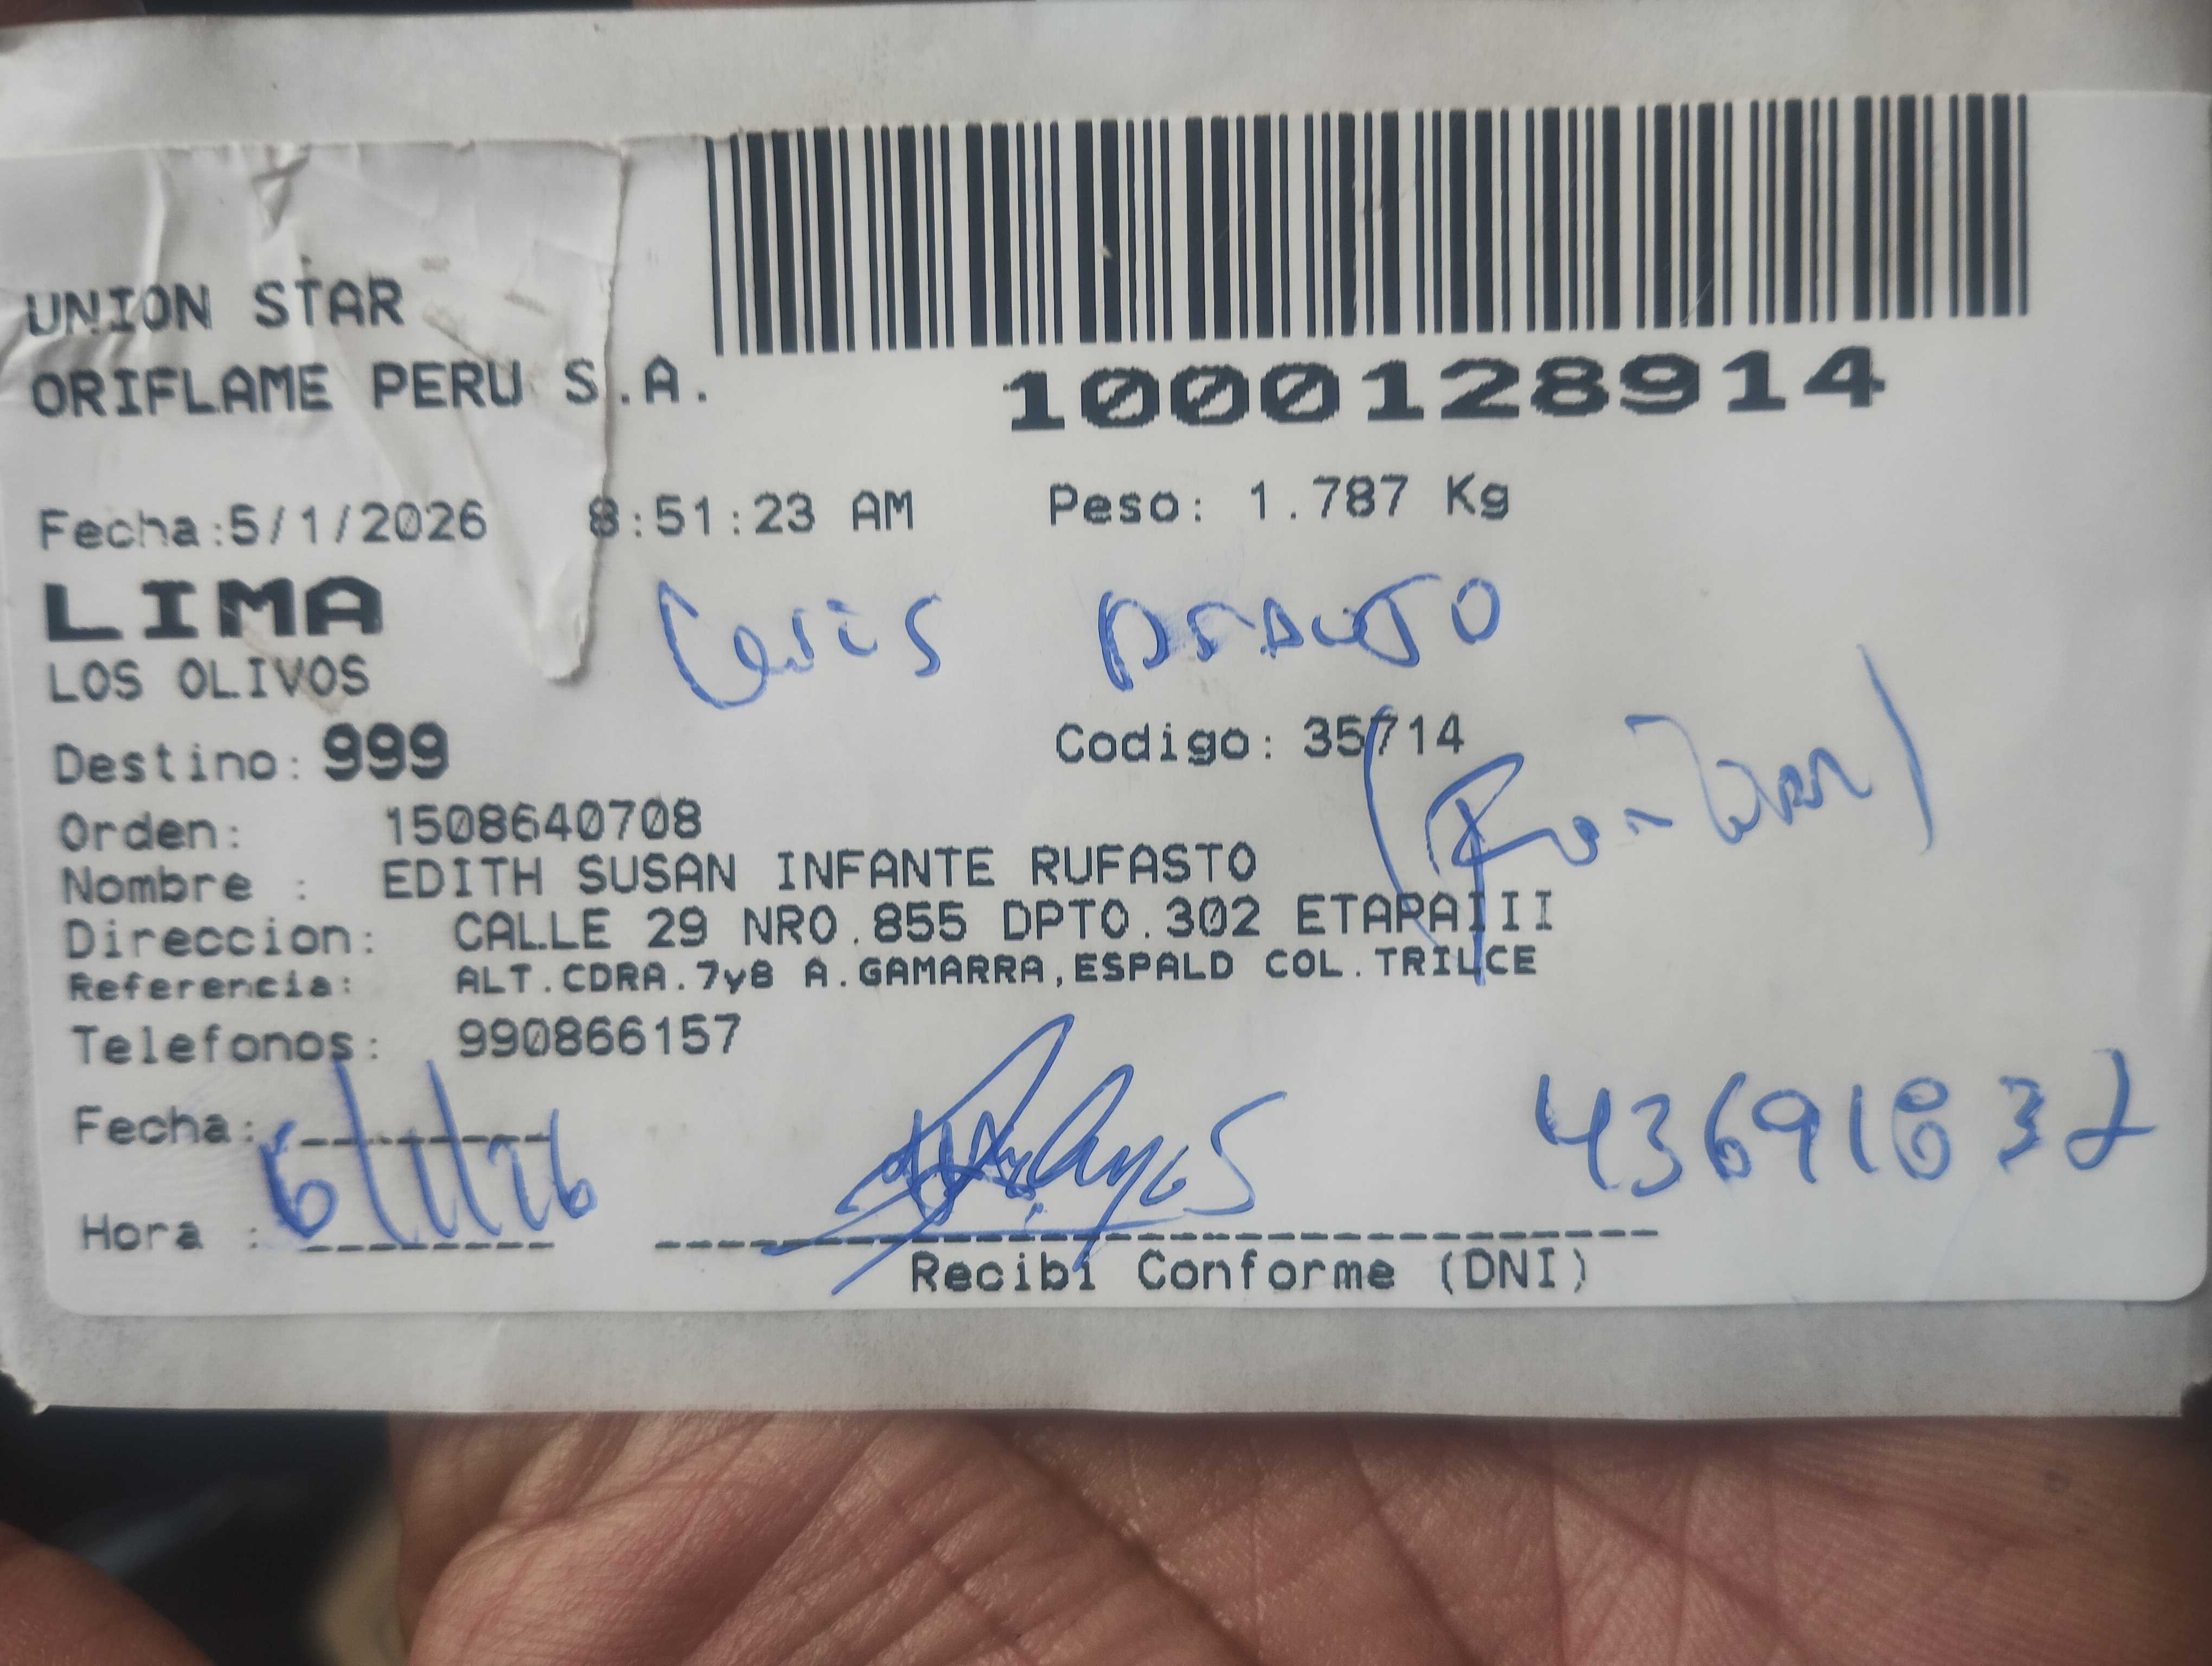 UNION STAR
ORIFLAME PERU S.A.
1000128914
Fecha:5/1/2026 8:51:23 AM Peso: 1.787 Kg
LIMA
LOS OLIVOS
Destino: 999 Codigo: 35714
Orden: 1508640708
Nombre : EDITH SUSAN INFANTE RUFASTO
Direccion: CALLE 29 NRO.855 DPTO.302 ETAPAIII
Referencia: ALT.CDRA.7y8 A.GAMARRA,ESPALD COL.TRILCE
Telefonos: 990866157
Fecha: 6/1/26
43691832
Hora :
Recibi Conforme (DNI)